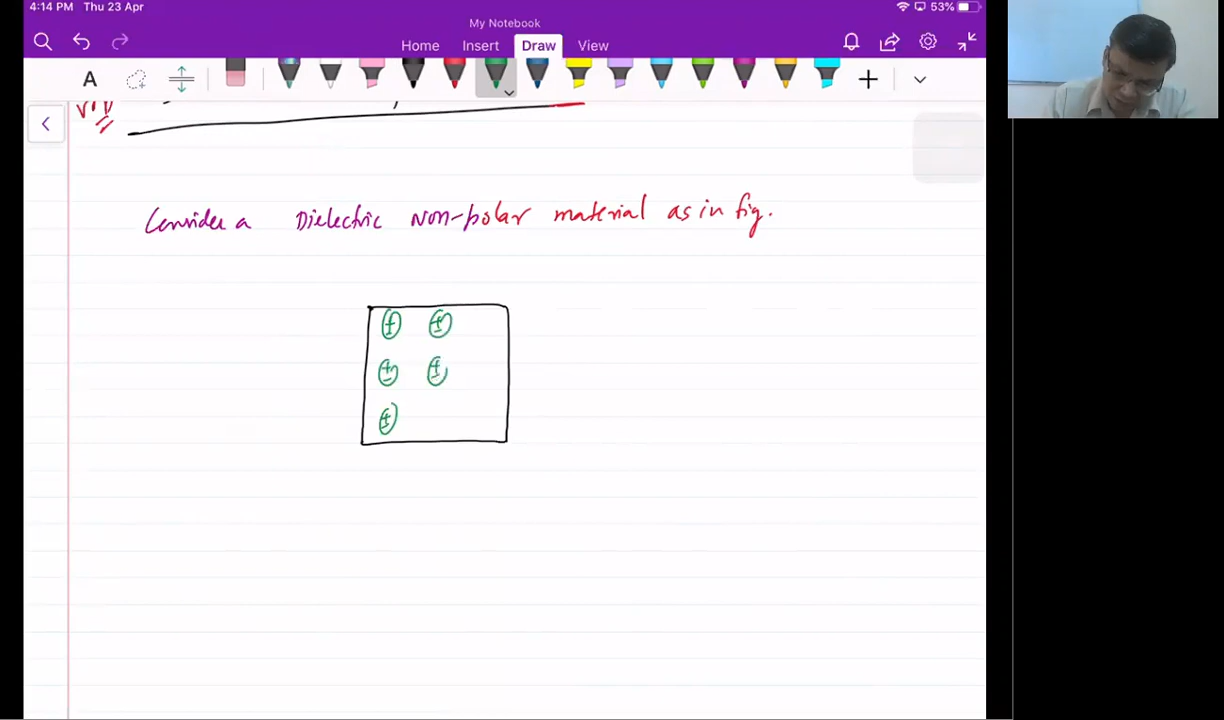 4:14 PM Thu 23 Apr
53%
My Notebook
Home Insert Draw View
A
Consider a Dielectric non-polar material as in fig.
+ ±
± ±
±